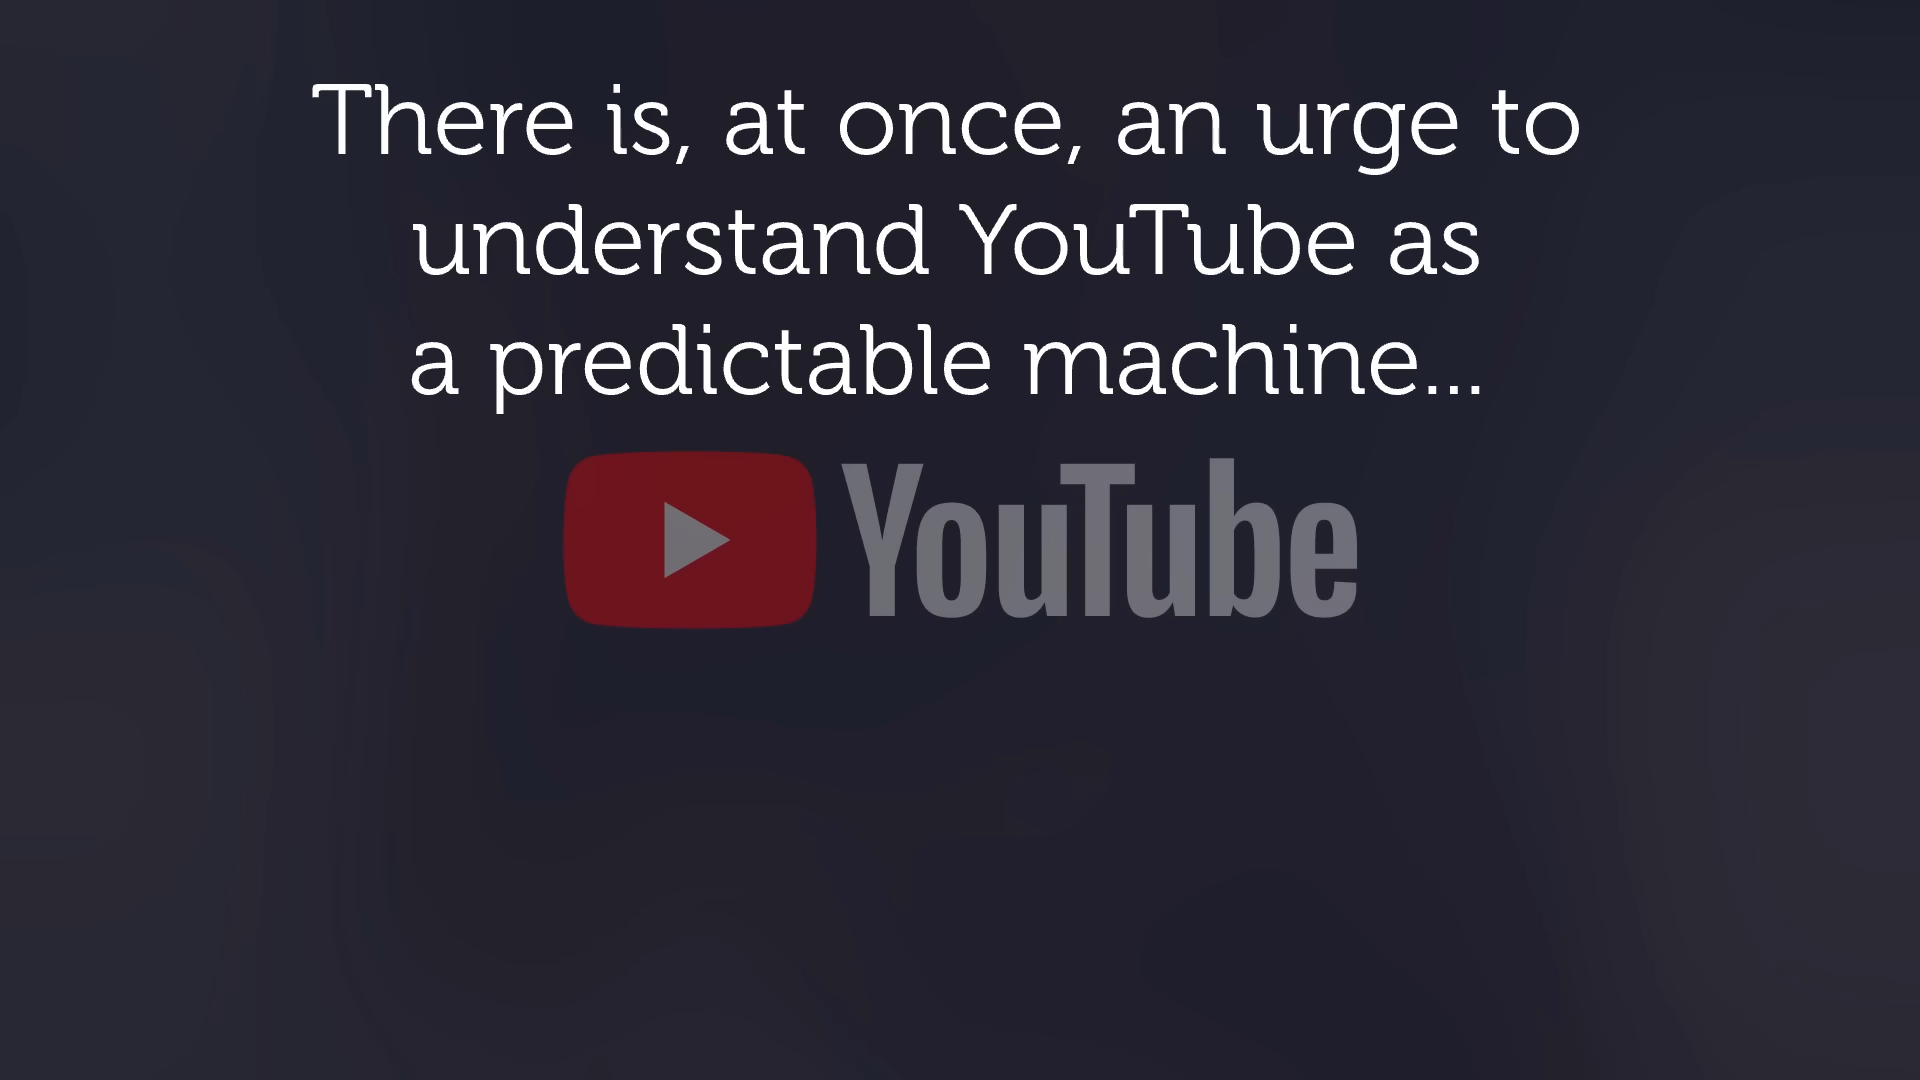 There is, at once, an urge to
understand YouTube as
a predictable machine...
YouTube